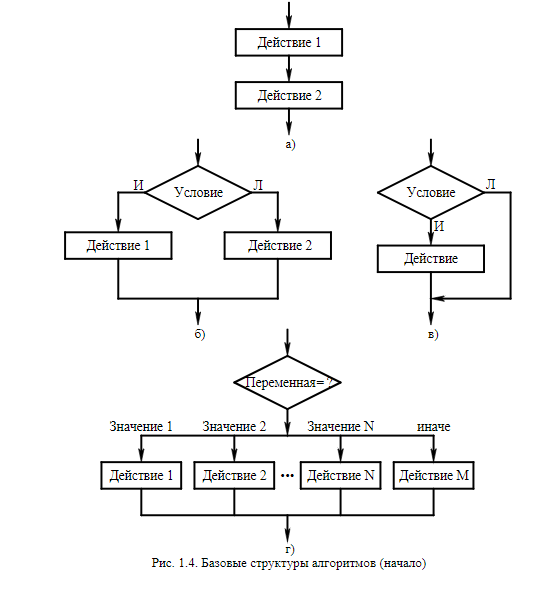 Действие 1
Действие 2
а)
И Условие Л
Действие 1 Действие 2
б)
Условие Л
И
Действие
в)
Переменная= ?
Значение 1 Значение 2 Значение N иначе
Действие 1 Действие 2 ... Действие N Действие M
г)
Рис. 1.4. Базовые структуры алгоритмов (начало)